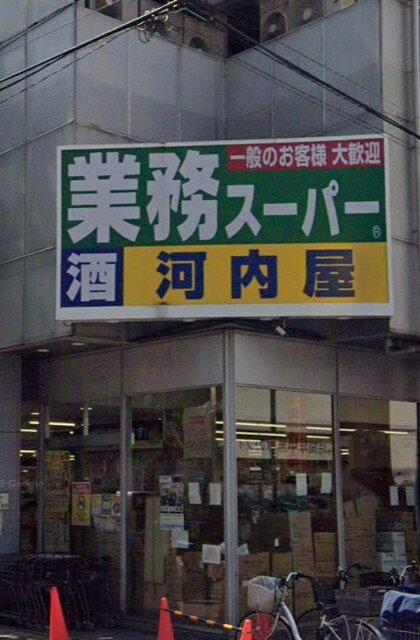 一般のお客様 大歓迎
業務スーパー
酒 河内屋